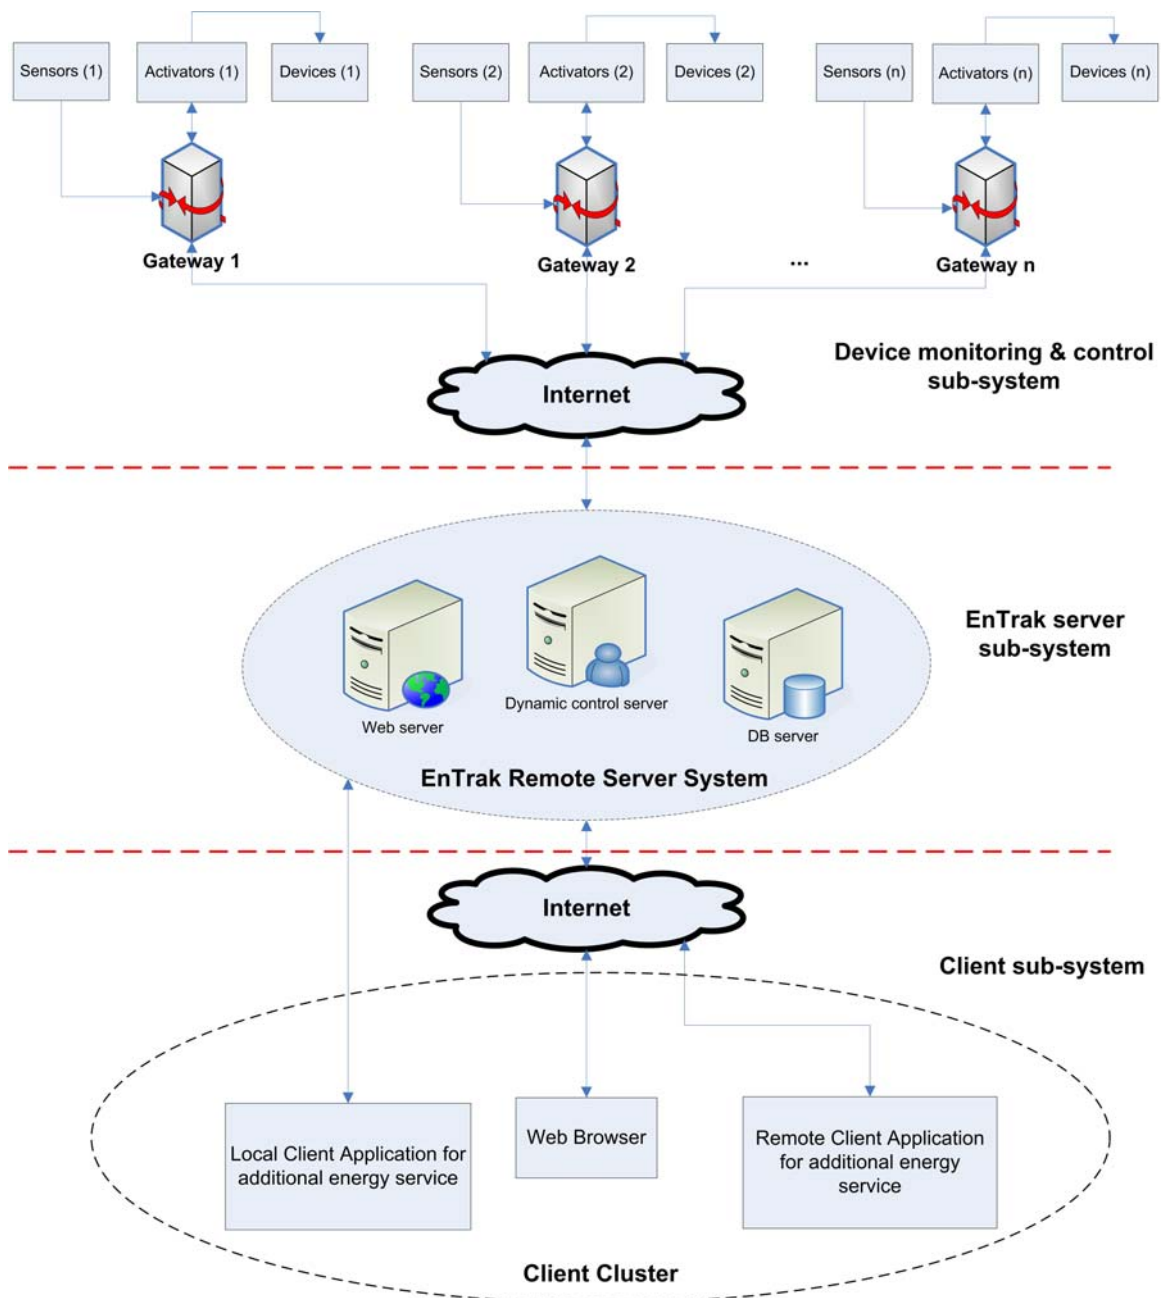 Sensors (1)
Activators (1)
Devices (1)
Sensors (2)
Activators (2)
Devices (2)
Sensors (n)
Activators (n)
Devices (n)
Gateway 1
Gateway 2
...
Gateway n
Device monitoring & control
sub-system
Internet
EnTrak server
sub-system
Web server
Dynamic control server
DB server
EnTrak Remote Server System
Internet
Client sub-system
Local Client Application for
additional energy service
Web Browser
Remote Client Application
for additional energy
service
Client Cluster